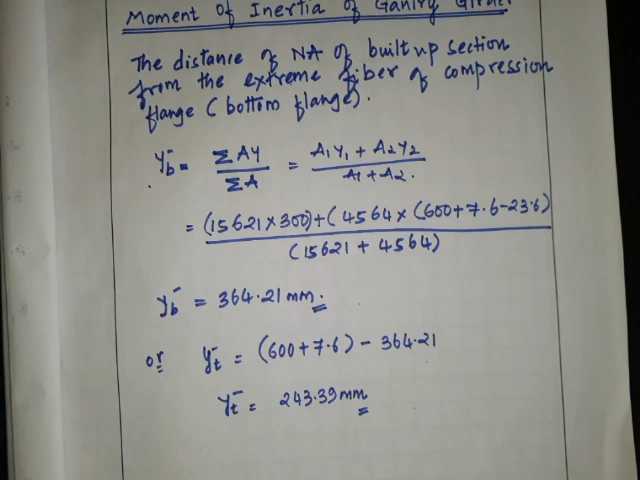 Moment of Inertia of Gantry Girder
The distance of NA of built up section
from the extreme fiber of compression
flange (bottom flange).
ȳb = ΣAY / ΣA = A1Y1 + A2Y2 / A1 + A2.
= (15621×300)+(4564×(600+7.6-23.6) / (15621 + 4564)
ȳb = 364.21 mm.
or ȳt = (600+7.6) - 364.21
ȳt = 243.39 mm